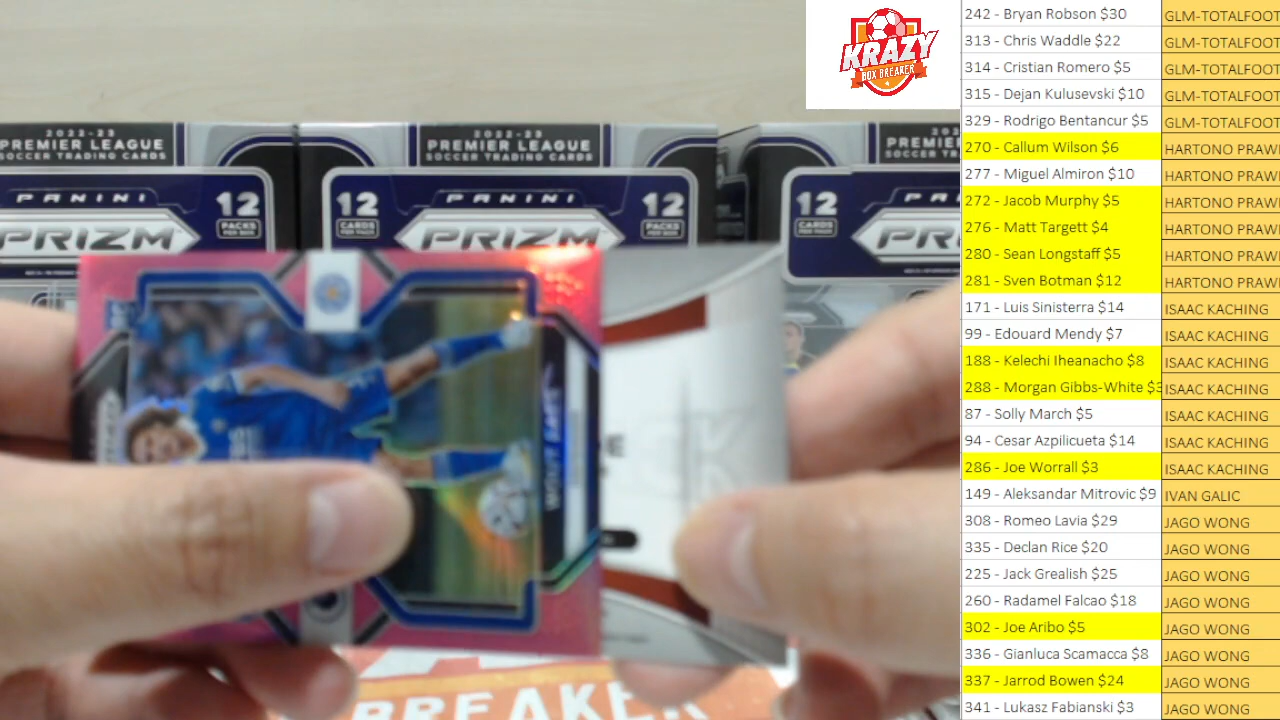 KRAZY
BOX BREAKER
2022-23
PREMIER LEAGUE
SOCCER TRADING CARDS
PANINI
12
PACKS
PRIZM
2022-23
PREMIER LEAGUE
SOCCER TRADING CARDS
PANINI
12
CARDS
12
PACKS
PRIZM
12
CARDS
PANINI
BREAKER
242 - Bryan Robson $30 GLM-TOTALFOOT
313 - Chris Waddle $22 GLM-TOTALFOOT
314 - Cristian Romero $5 GLM-TOTALFOOT
315 - Dejan Kulusevski $10 GLM-TOTALFOOT
329 - Rodrigo Bentancur $5 GLM-TOTALFOOT
270 - Callum Wilson $6 HARTONO PRAWI
277 - Miguel Almiron $10 HARTONO PRAWI
272 - Jacob Murphy $5 HARTONO PRAWI
276 - Matt Targett $4 HARTONO PRAWI
280 - Sean Longstaff $5 HARTONO PRAWI
281 - Sven Botman $12 HARTONO PRAWI
171 - Luis Sinisterra $14 ISAAC KACHING
99 - Edouard Mendy $7 ISAAC KACHING
188 - Kelechi Iheanacho $8 ISAAC KACHING
288 - Morgan Gibbs-White $3 ISAAC KACHING
87 - Solly March $5 ISAAC KACHING
94 - Cesar Azpilicueta $14 ISAAC KACHING
286 - Joe Worrall $3 ISAAC KACHING
149 - Aleksandar Mitrovic $9 IVAN GALIC
308 - Romeo Lavia $29 JAGO WONG
335 - Declan Rice $20 JAGO WONG
225 - Jack Grealish $25 JAGO WONG
260 - Radamel Falcao $18 JAGO WONG
302 - Joe Aribo $5 JAGO WONG
336 - Gianluca Scamacca $8 JAGO WONG
337 - Jarrod Bowen $24 JAGO WONG
341 - Lukasz Fabianski $3 JAGO WONG